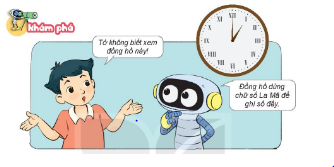 Khám phá
Tớ không biết xem
đồng hồ này!
Đồng hồ dùng
chữ số La Mã để
ghi số đấy.
XII